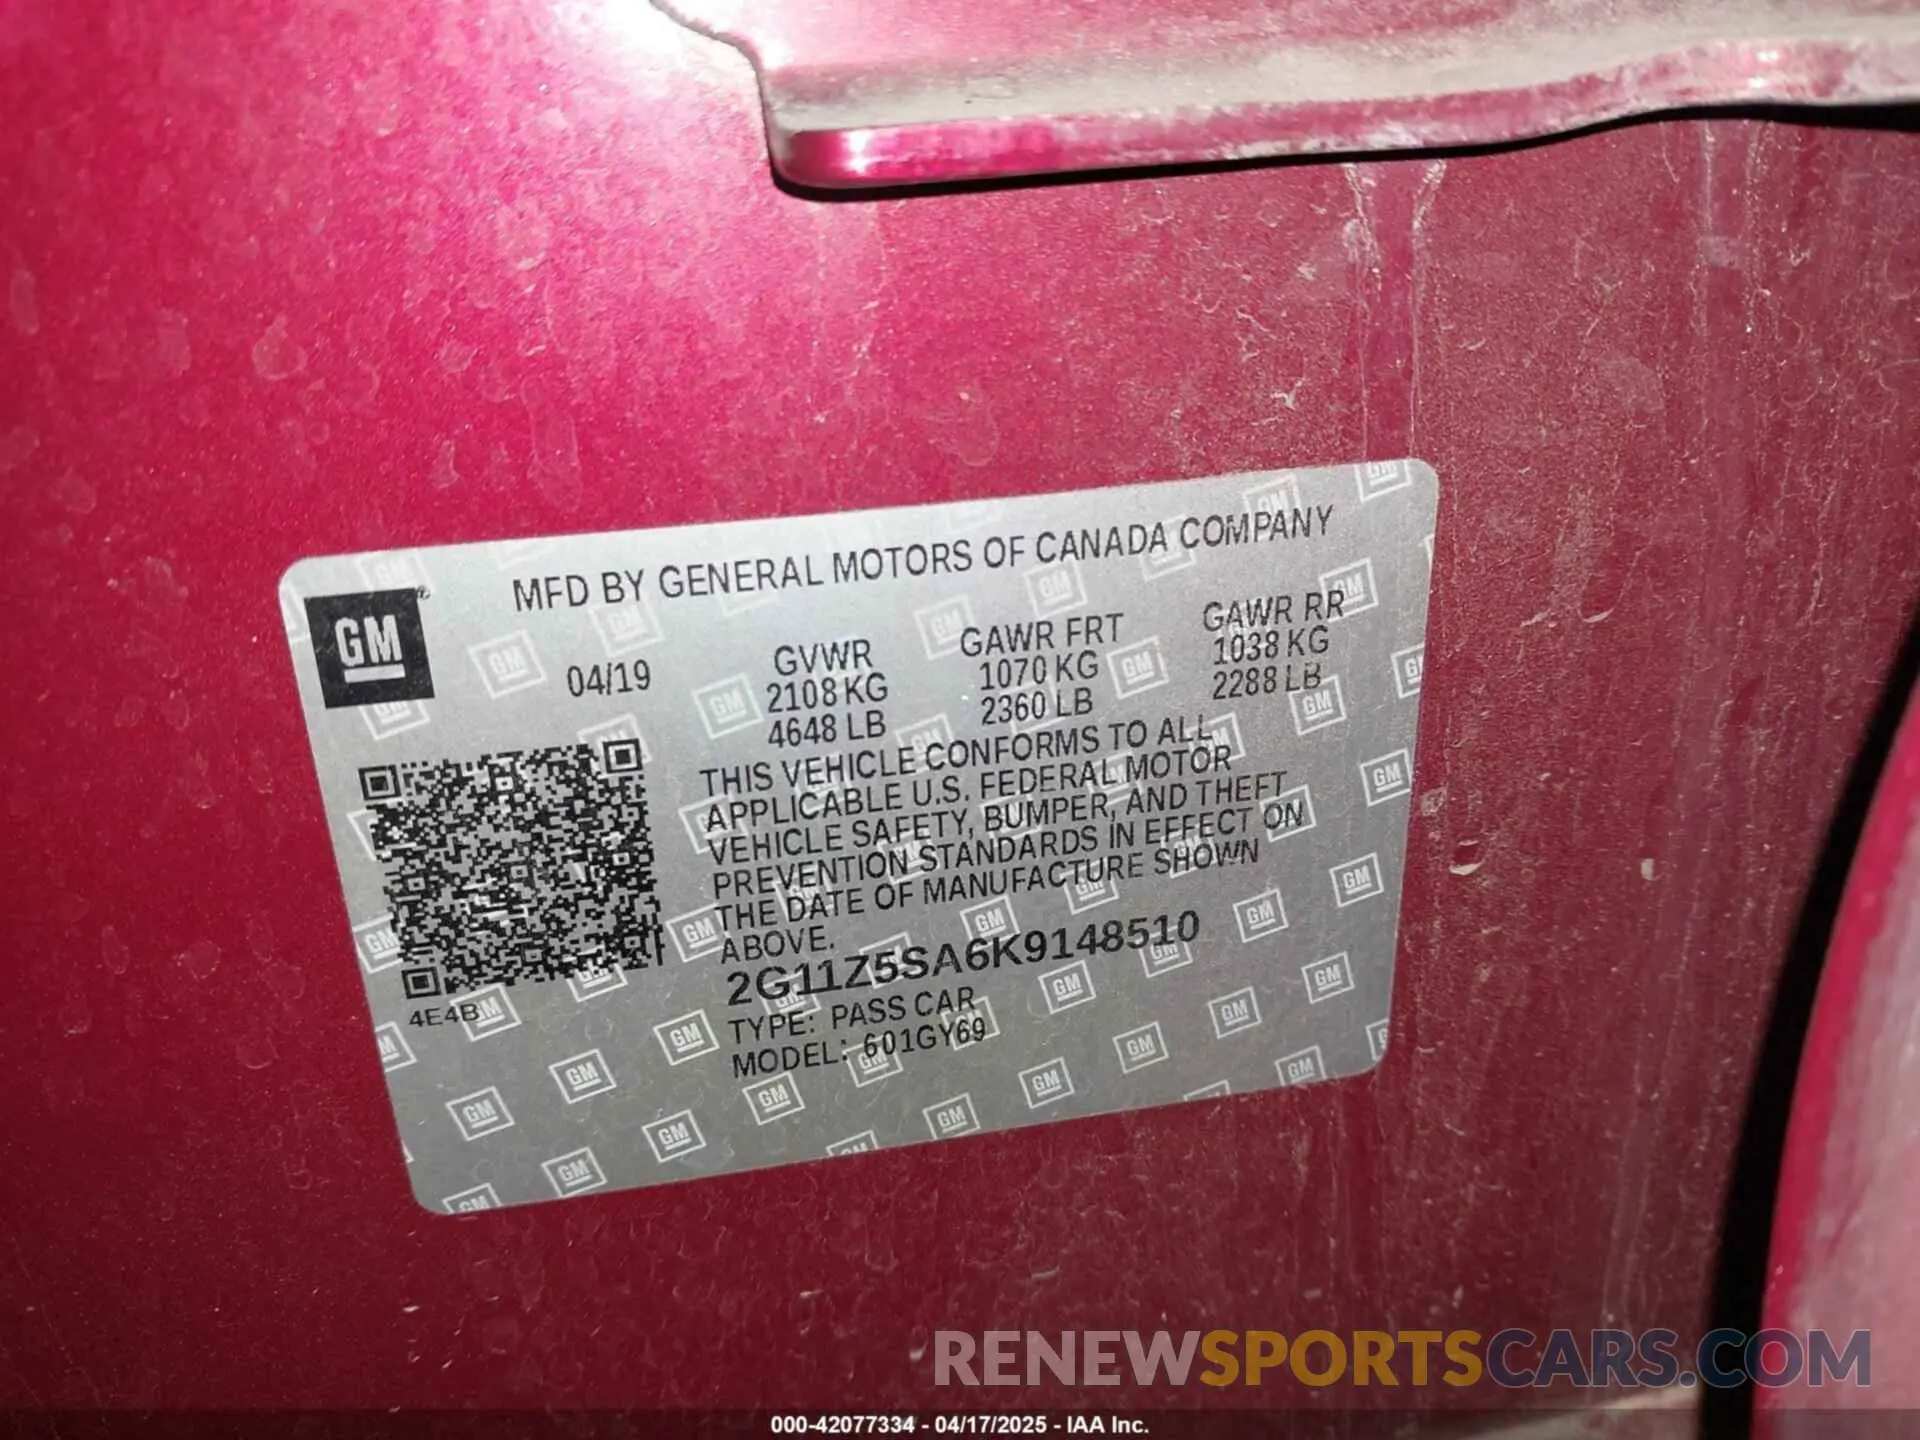 MFD BY GENERAL MOTORS OF CANADA COMPANY
GM®
04/19
GVWR
2108 KG
4648 LB
GAWR FRT
1070 KG
2360 LB
GAWR RR
1038 KG
2288 LB
THIS VEHICLE CONFORMS TO ALL
APPLICABLE U.S. FEDERAL MOTOR
VEHICLE SAFETY, BUMPER, AND THEFT
PREVENTION STANDARDS IN EFFECT ON
THE DATE OF MANUFACTURE SHOWN
ABOVE.
2G11Z5SA6K9148510
TYPE: PASS CAR
MODEL: 601GY69
4E4B
RENEWSPORTSCARS.COM
000-42077334 - 04/17/2025 - IAA Inc.